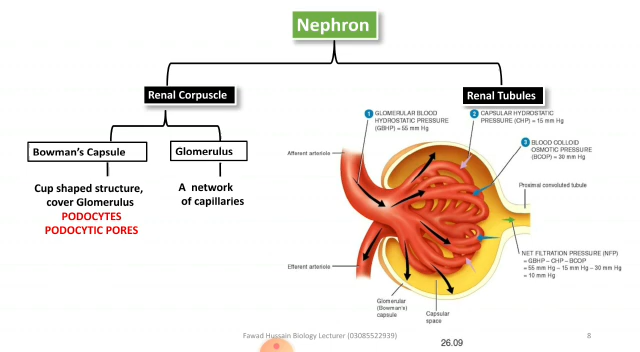 Nephron
Renal Corpuscle
Renal Tubules
Bowman's Capsule
Glomerulus
Cup shaped structure,
cover Glomerulus
PODOCYTES
PODOCYTIC PORES
A network
of capillaries
1 GLOMERULAR BLOOD
HYDROSTATIC PRESSURE
(GBHP) = 55 mm Hg
2 CAPSULAR HYDROSTATIC
PRESSURE (CHP) = 15 mm Hg
3 BLOOD COLLOID
OSMOTIC PRESSURE
(BCOP) = 30 mm Hg
Afferent arteriole
Proximal convoluted tubule
Efferent arteriole
NET FILTRATION PRESSURE (NFP)
= GBHP – CHP – BCOP
= 55 mm Hg – 15 mm Hg – 30 mm Hg
= 10 mm Hg
Glomerular
(Bowman's)
capsule
Capsular
space
Fawad Hussain Biology Lecturer (03085522939)
8
26.09